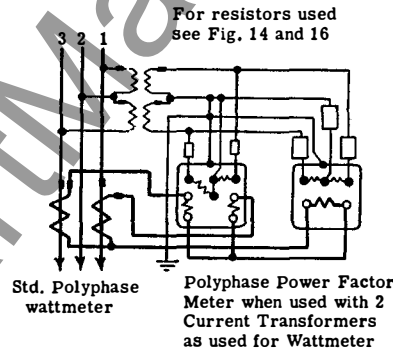 For resistors used
see Fig. 14 and 16
3 2 1
Std. Polyphase
wattmeter
Polyphase Power Factor
Meter when used with 2
Current Transformers
as used for Wattmeter